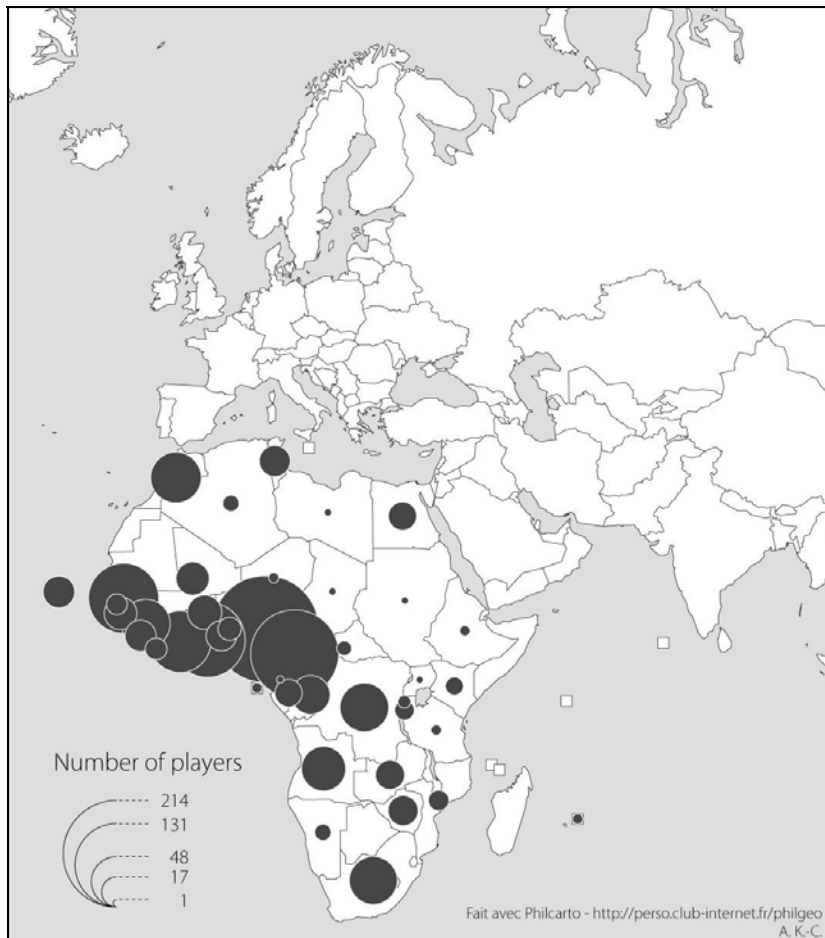 Number of players
214
131
48
17
1
Fait avec Philcarto - http://perso.club-internet.fr/philgeo
A. K.-C.